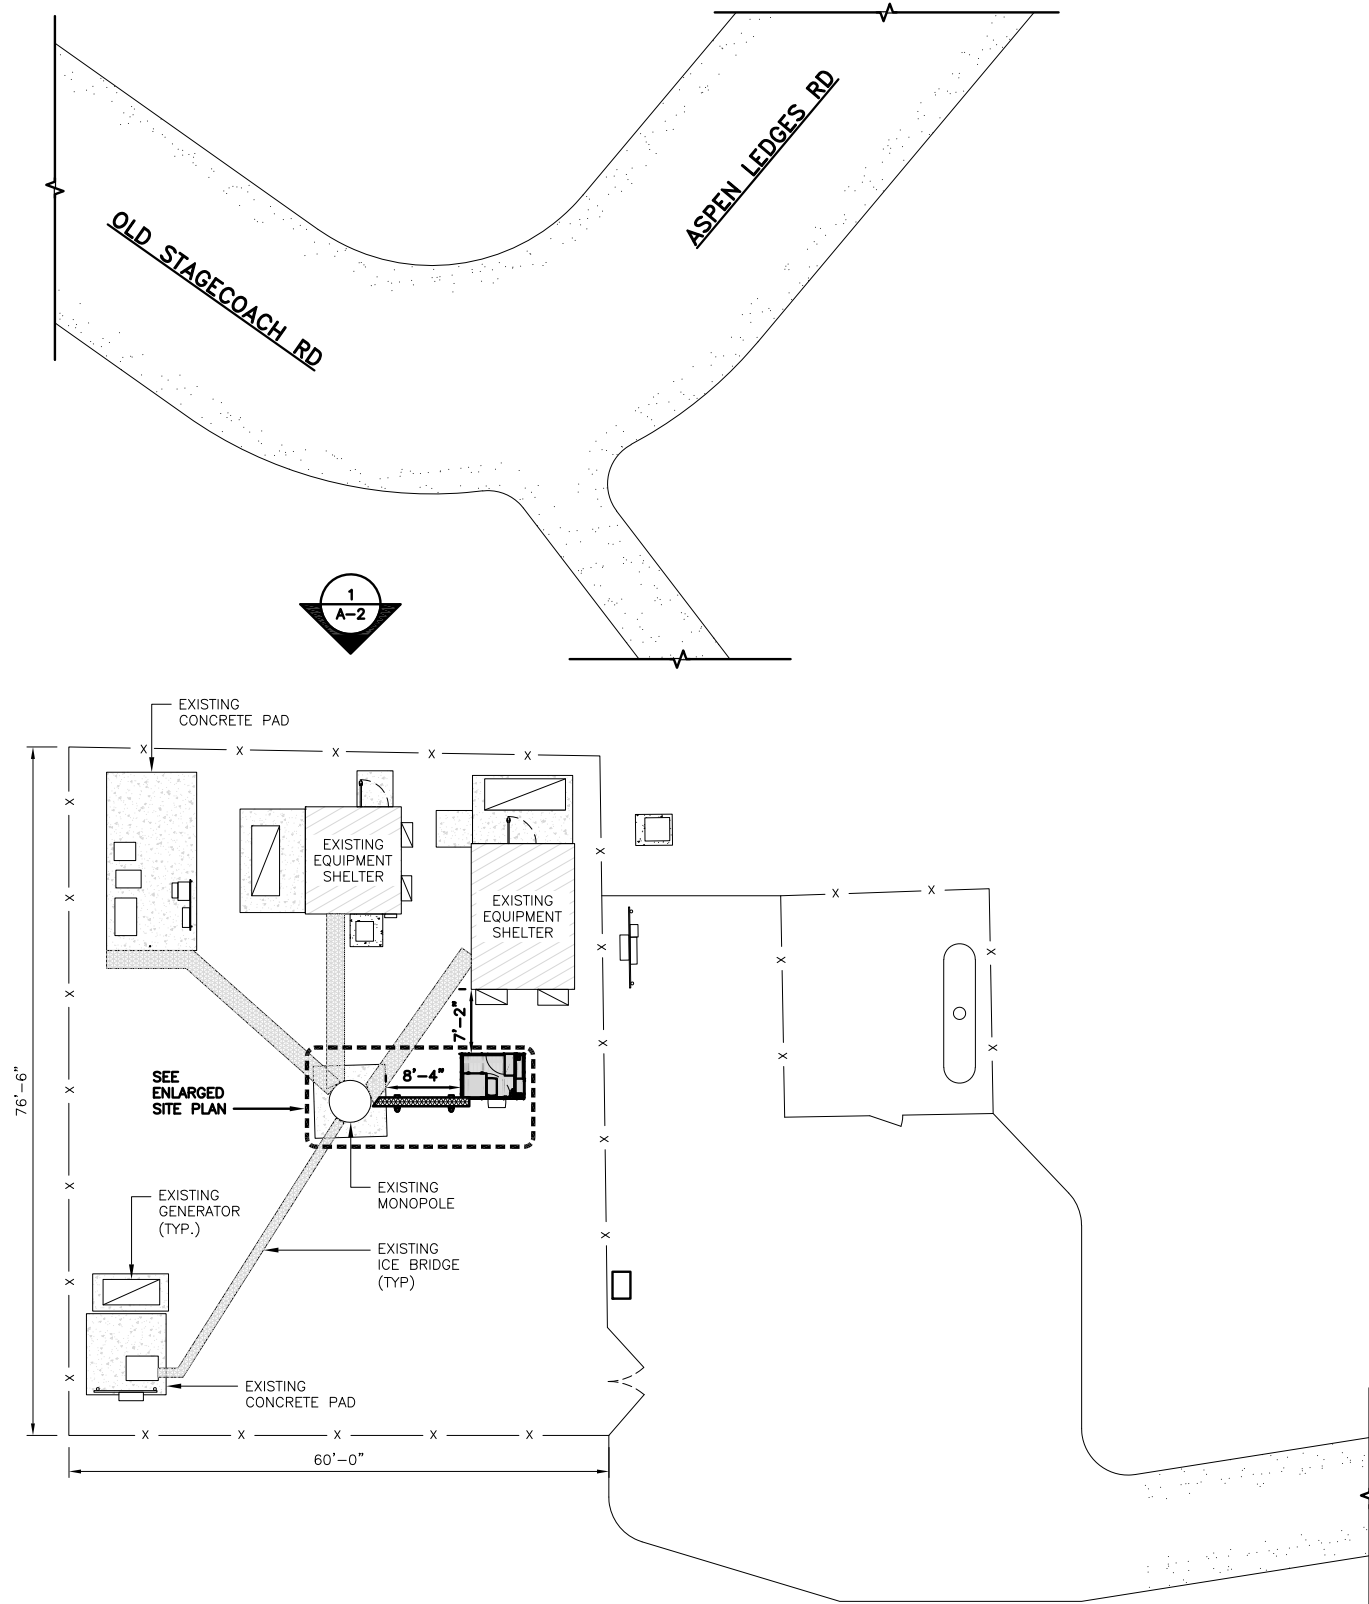 ASPEN LEDGES RD
OLD STAGECOACH RD
1
A-2
EXISTING
CONCRETE PAD
X X X X X
EXISTING
EQUIPMENT
SHELTER
EXISTING
EQUIPMENT
SHELTER
7'-2"
8'-4"
SEE
ENLARGED
SITE PLAN
76'-6"
EXISTING
MONOPOLE
EXISTING
GENERATOR
(TYP.)
EXISTING
ICE BRIDGE
(TYP)
EXISTING
CONCRETE PAD
X X X X X
60'-0"
X X X X X X X
X X X X X
X X
X X
X X